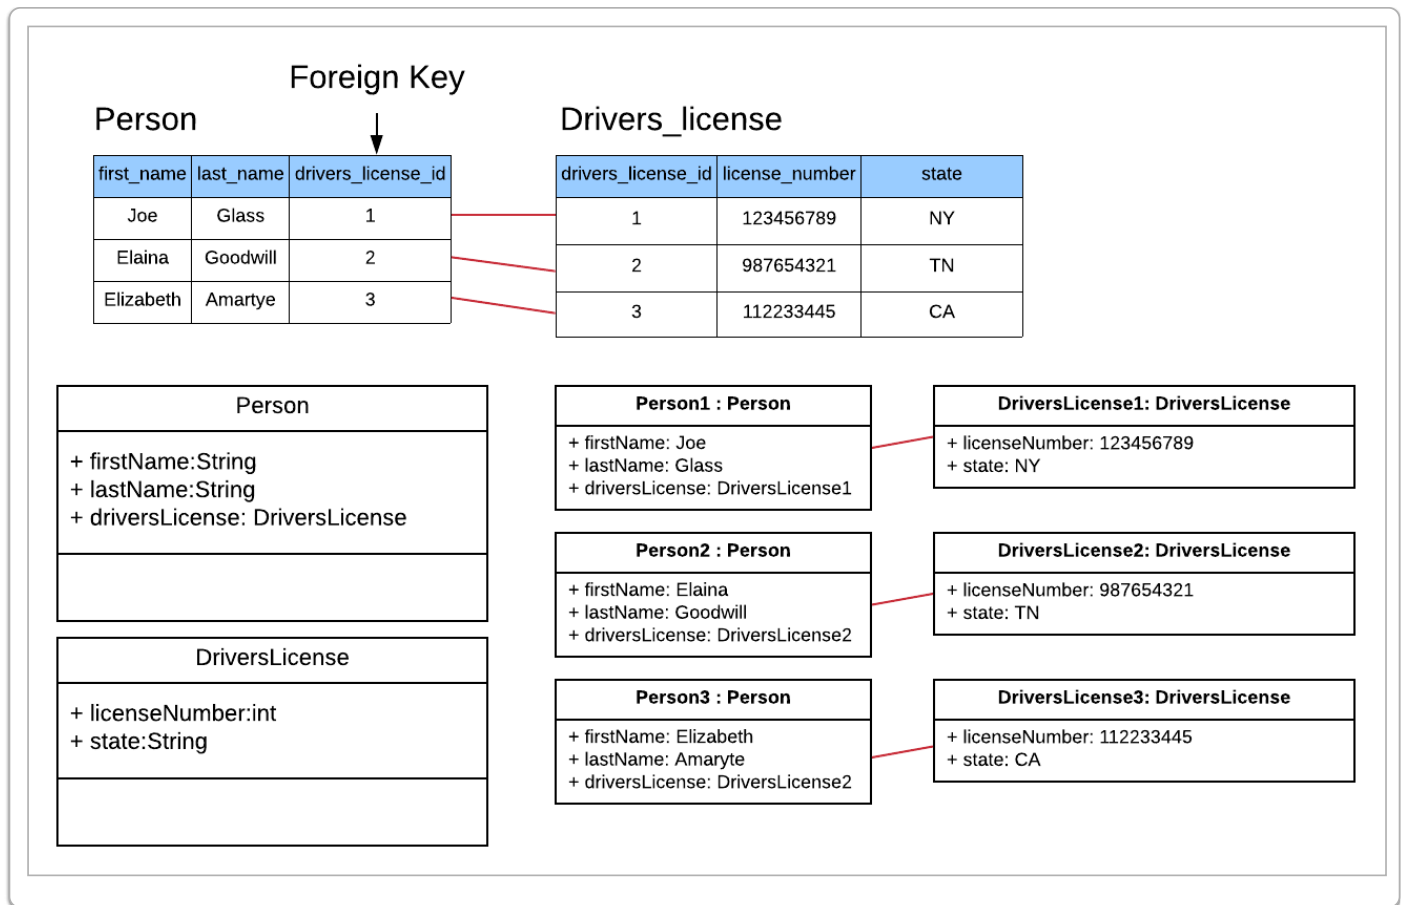 Foreign Key
Person
Drivers_license
first_name last_name drivers_license_id
Joe Glass 1
Elaina Goodwill 2
Elizabeth Amartye 3
drivers_license_id license_number state
1 123456789 NY
2 987654321 TN
3 112233445 CA
Person
+ firstName:String
+ lastName:String
+ driversLicense: DriversLicense
DriversLicense
+ licenseNumber:int
+ state:String
Person1 : Person
+ firstName: Joe
+ lastName: Glass
+ driversLicense: DriversLicense1
DriversLicense1: DriversLicense
+ licenseNumber: 123456789
+ state: NY
Person2 : Person
+ firstName: Elaina
+ lastName: Goodwill
+ driversLicense: DriversLicense2
DriversLicense2: DriversLicense
+ licenseNumber: 987654321
+ state: TN
Person3 : Person
+ firstName: Elizabeth
+ lastName: Amaryte
+ driversLicense: DriversLicense2
DriversLicense3: DriversLicense
+ licenseNumber: 112233445
+ state: CA